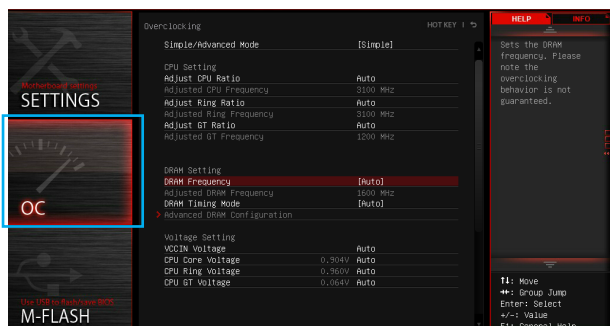 Overclocking
HOT KEY |
HELP
INFO
Simple/Advanced Mode [Simple]
CPU Setting
Adjust CPU Ratio Auto
Adjusted CPU Frequency 3100 MHz
Adjust Ring Ratio Auto
Adjusted Ring Frequency 3100 MHz
Adjust GT Ratio Auto
Adjusted GT Frequency 1200 MHz
DRAM Setting
DRAM Frequency [Auto]
Adjusted DRAM Frequency 1600 MHz
DRAM Timing Mode [Auto]
> Advanced DRAM Configuration
Voltage Setting
VCCIN Voltage Auto
CPU Core Voltage 0.904V Auto
CPU Ring Voltage 0.960V Auto
CPU GT Voltage 0.064V Auto
Motherboard settings
SETTINGS
OC
Use USB to flash/save BIOS
M-FLASH
Sets the DRAM
frequency. Please
note the
overclocking
behavior is not
guaranteed.
↑↓: Move
↔: Group Jump
Enter: Select
+/-: Value
F1: General Help